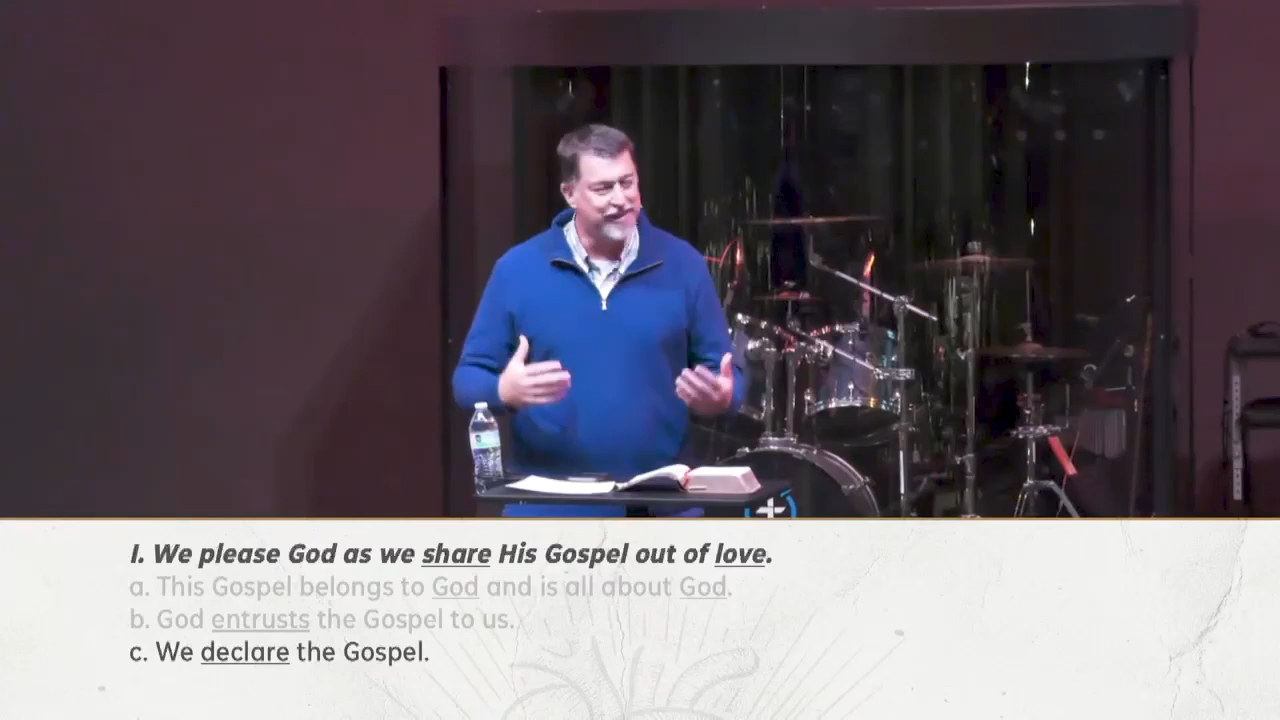 I. We please God as we share His Gospel out of love.
a. This Gospel belongs to God and is all about God.
b. God entrusts the Gospel to us.
c. We declare the Gospel.